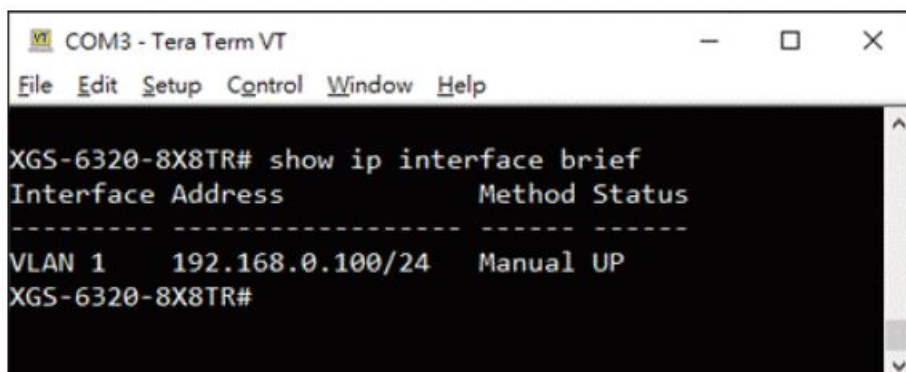 VT COM3 - Tera Term VT
File Edit Setup Control Window Help
XGS-6320-8X8TR# show ip interface brief
Interface Address Method Status
--------- ------------------ ------ ------
VLAN 1 192.168.0.100/24 Manual UP
XGS-6320-8X8TR#